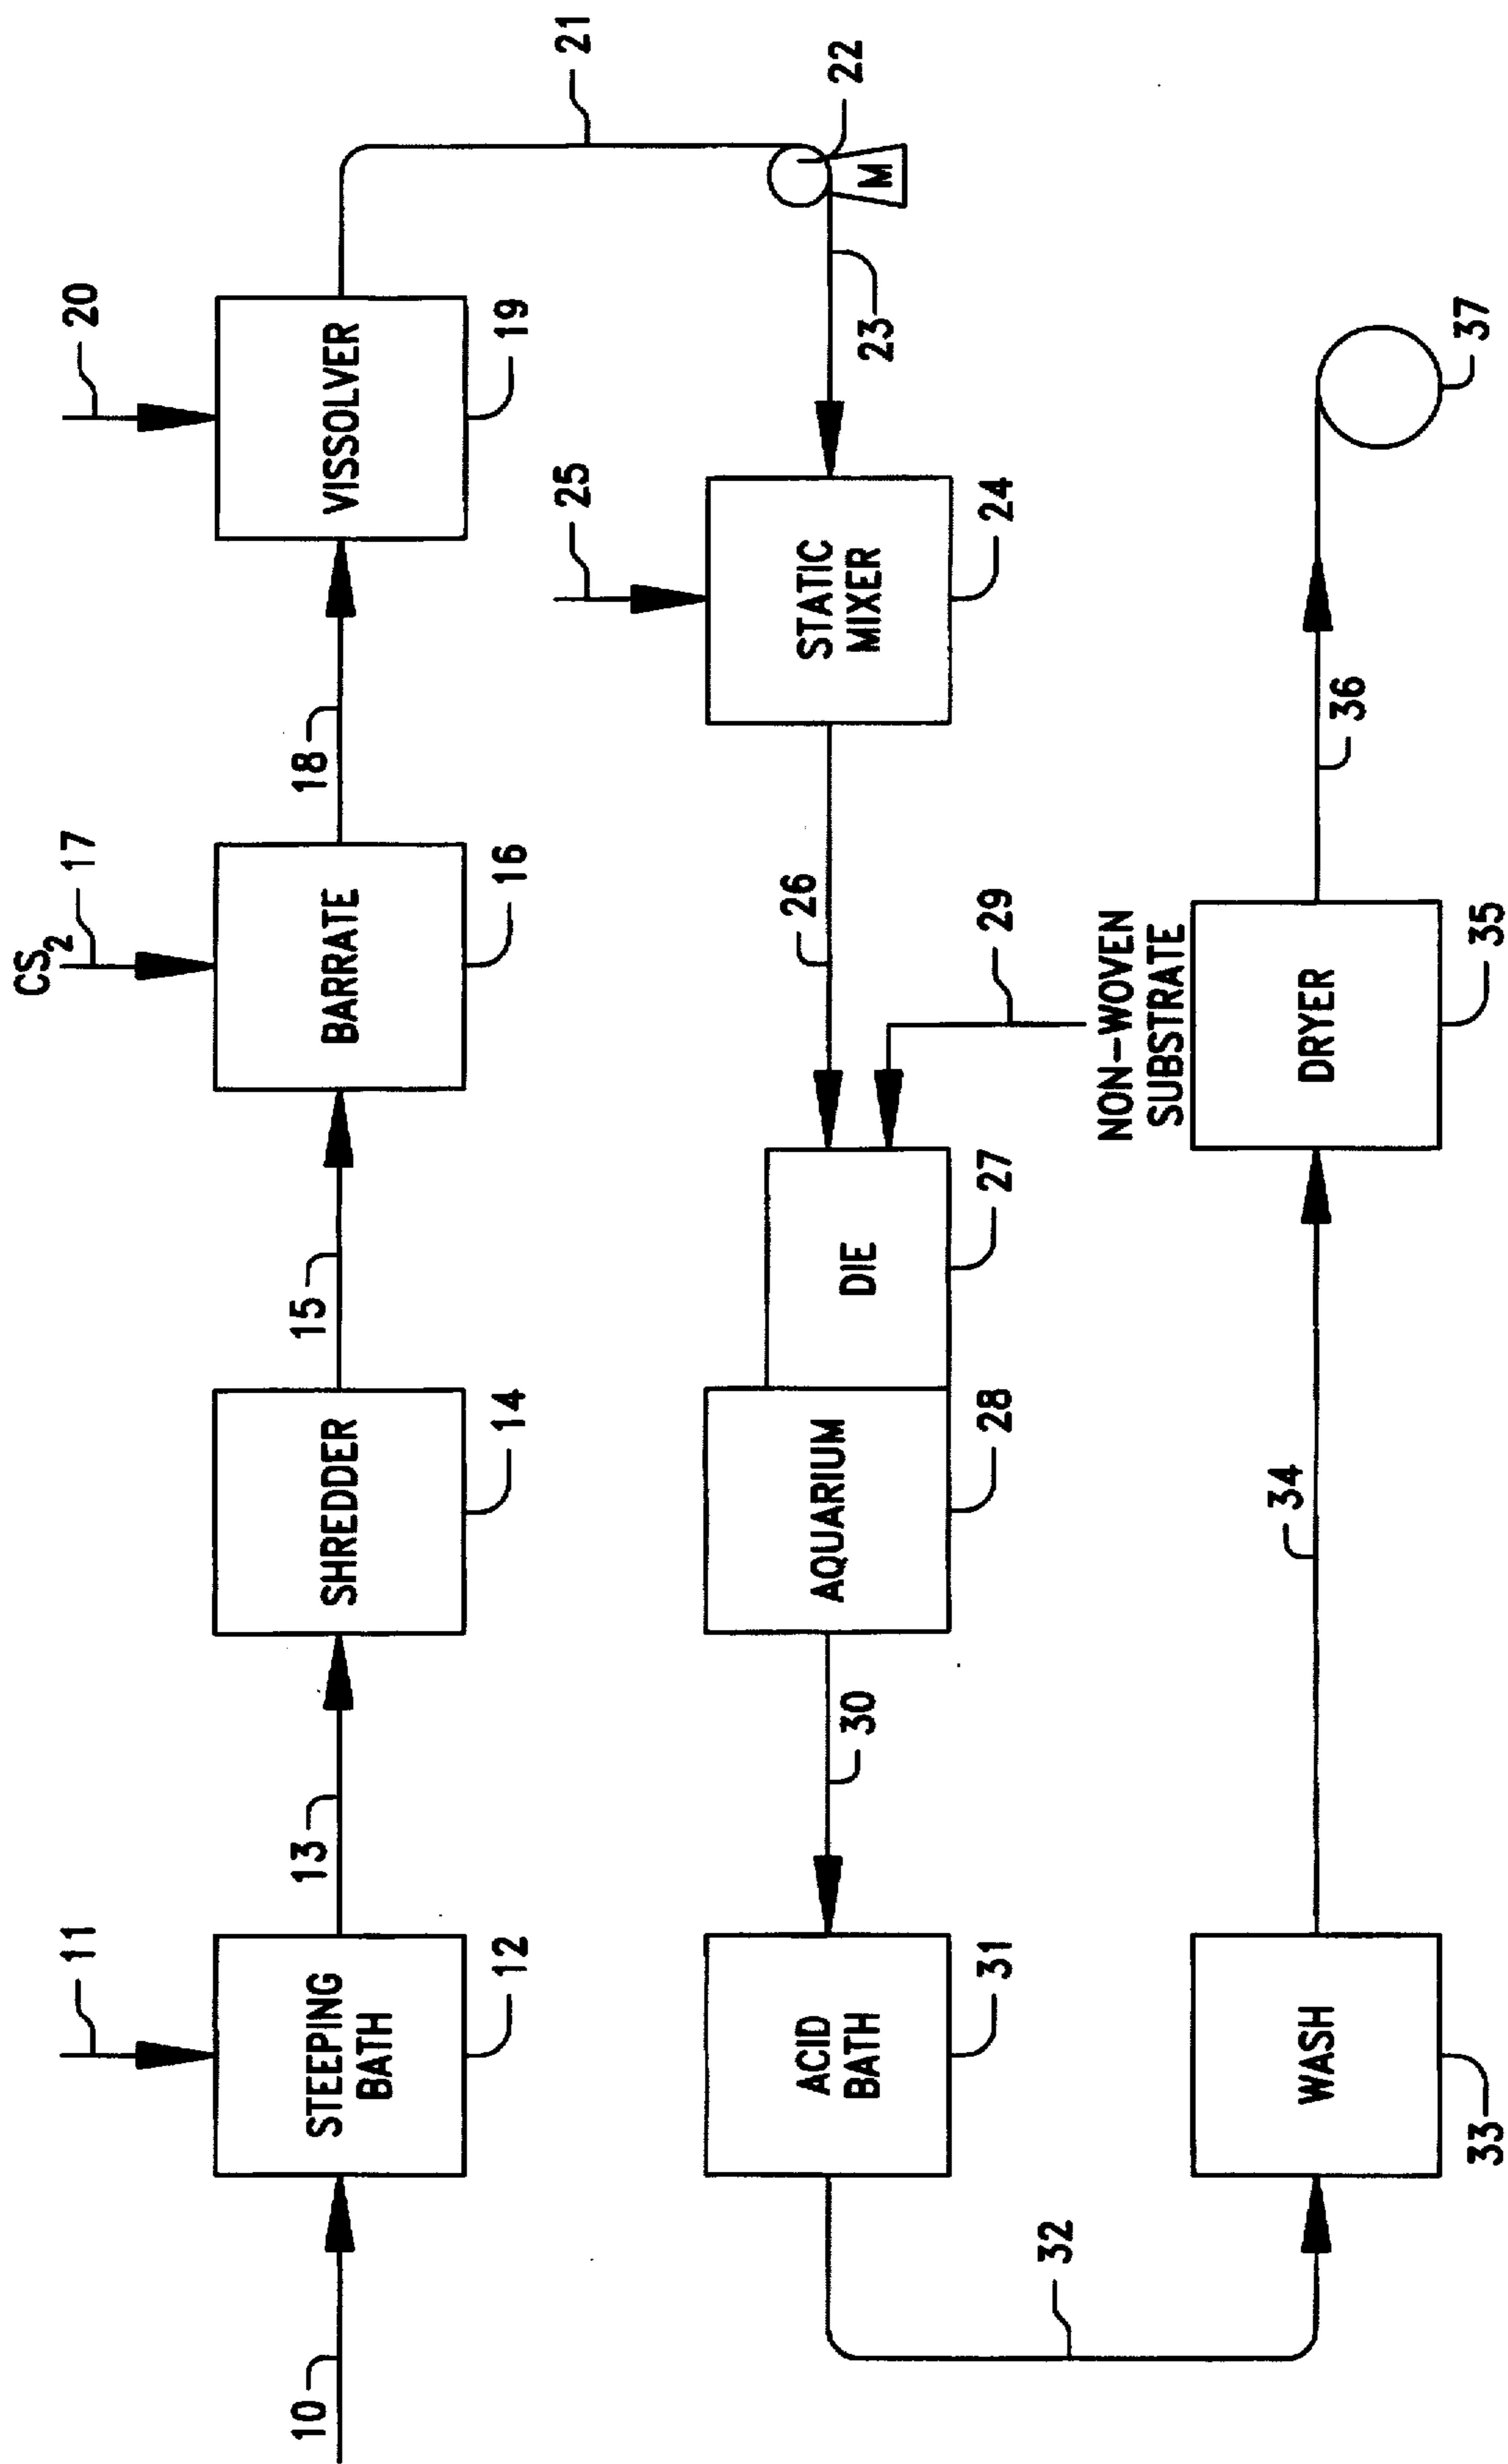 CS2
11
17
20
STEEPING
BATH
SHREDDER
BARRATE
VISSOLVER
10
13
15
18
21
12
14
16
19
22
M
23
25
STATIC
MIXER
24
26
29
NON-WOVEN
SUBSTRATE
DIE
27
AQUARIUM
28
30
ACID
BATH
31
32
WASH
33
34
DRYER
35
36
37